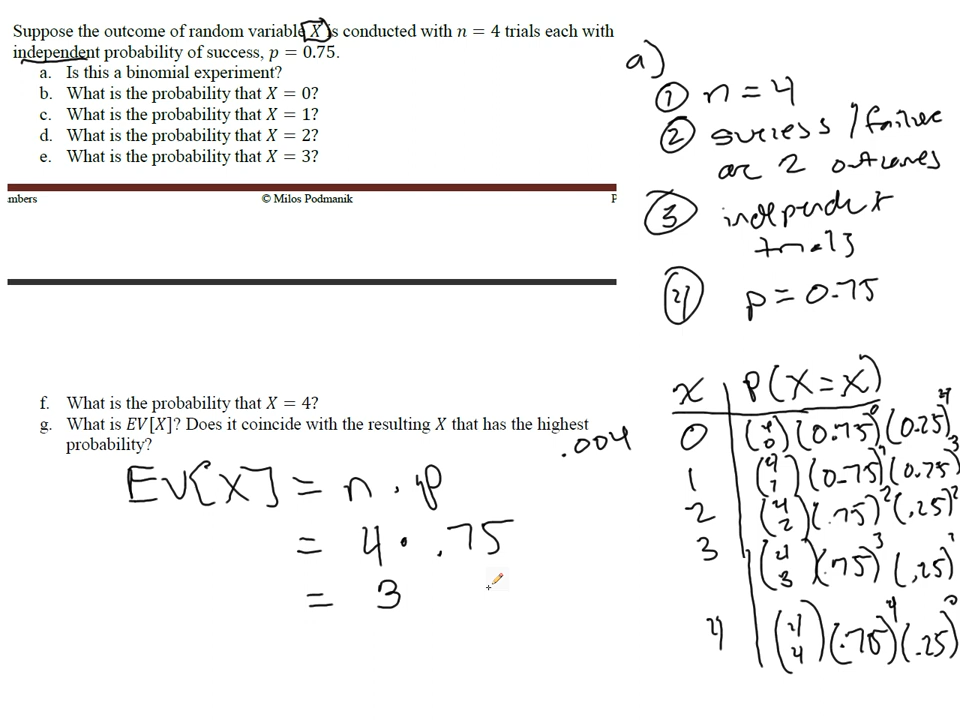 Suppose the outcome of random variable X is conducted with n = 4 trials each with
independent probability of success, p = 0.75.
a. Is this a binomial experiment?
b. What is the probability that X = 0?
c. What is the probability that X = 1?
d. What is the probability that X = 2?
e. What is the probability that X = 3?
mbers © Milos Podmanik P
f. What is the probability that X = 4?
g. What is EV[X]? Does it coincide with the resulting X that has the highest
probability?
EV[X] = n · p
= 4 · .75
= 3
a)
① n = 4
② success / failure
are 2 outcomes
③ independent
trials
④ p = 0.75
x P(X = x)
.004 0 (4 0)(0.75)^0(0.25)^4
1 (4 1)(0.75)^1(0.75)^3
2 (4 2)(.75)^2(.25)^2
3 (4 3)(.75)^3(.25)^1
4 (4 4)(.75)^4(.25)^0